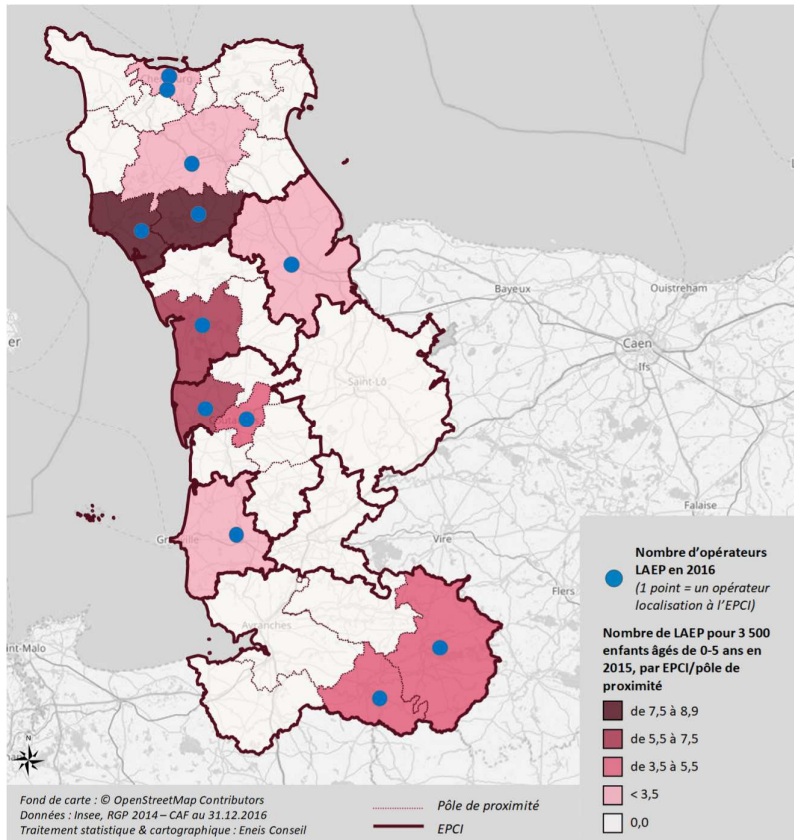 Cherbourg
er
Bayeux
Ouistreham
Caen
Ifs
Saint-Lô
Falaise
Vire
Flers
Avranches
int-Malo
N
Nombre d'opérateurs
LAEP en 2016
(1 point = un opérateur
localisation à l'EPCI)
Nombre de LAEP pour 3 500
enfants âgés de 0-5 ans en
2015, par EPCI/pôle de
proximité
de 7,5 à 8,9
de 5,5 à 7,5
de 3,5 à 5,5
< 3,5
0,0
Fond de carte : © OpenStreetMap Contributors
Données : Insee, RGP 2014 – CAF au 31.12.2016
Traitement statistique & cartographique : Eneis Conseil
Pôle de proximité
EPCI